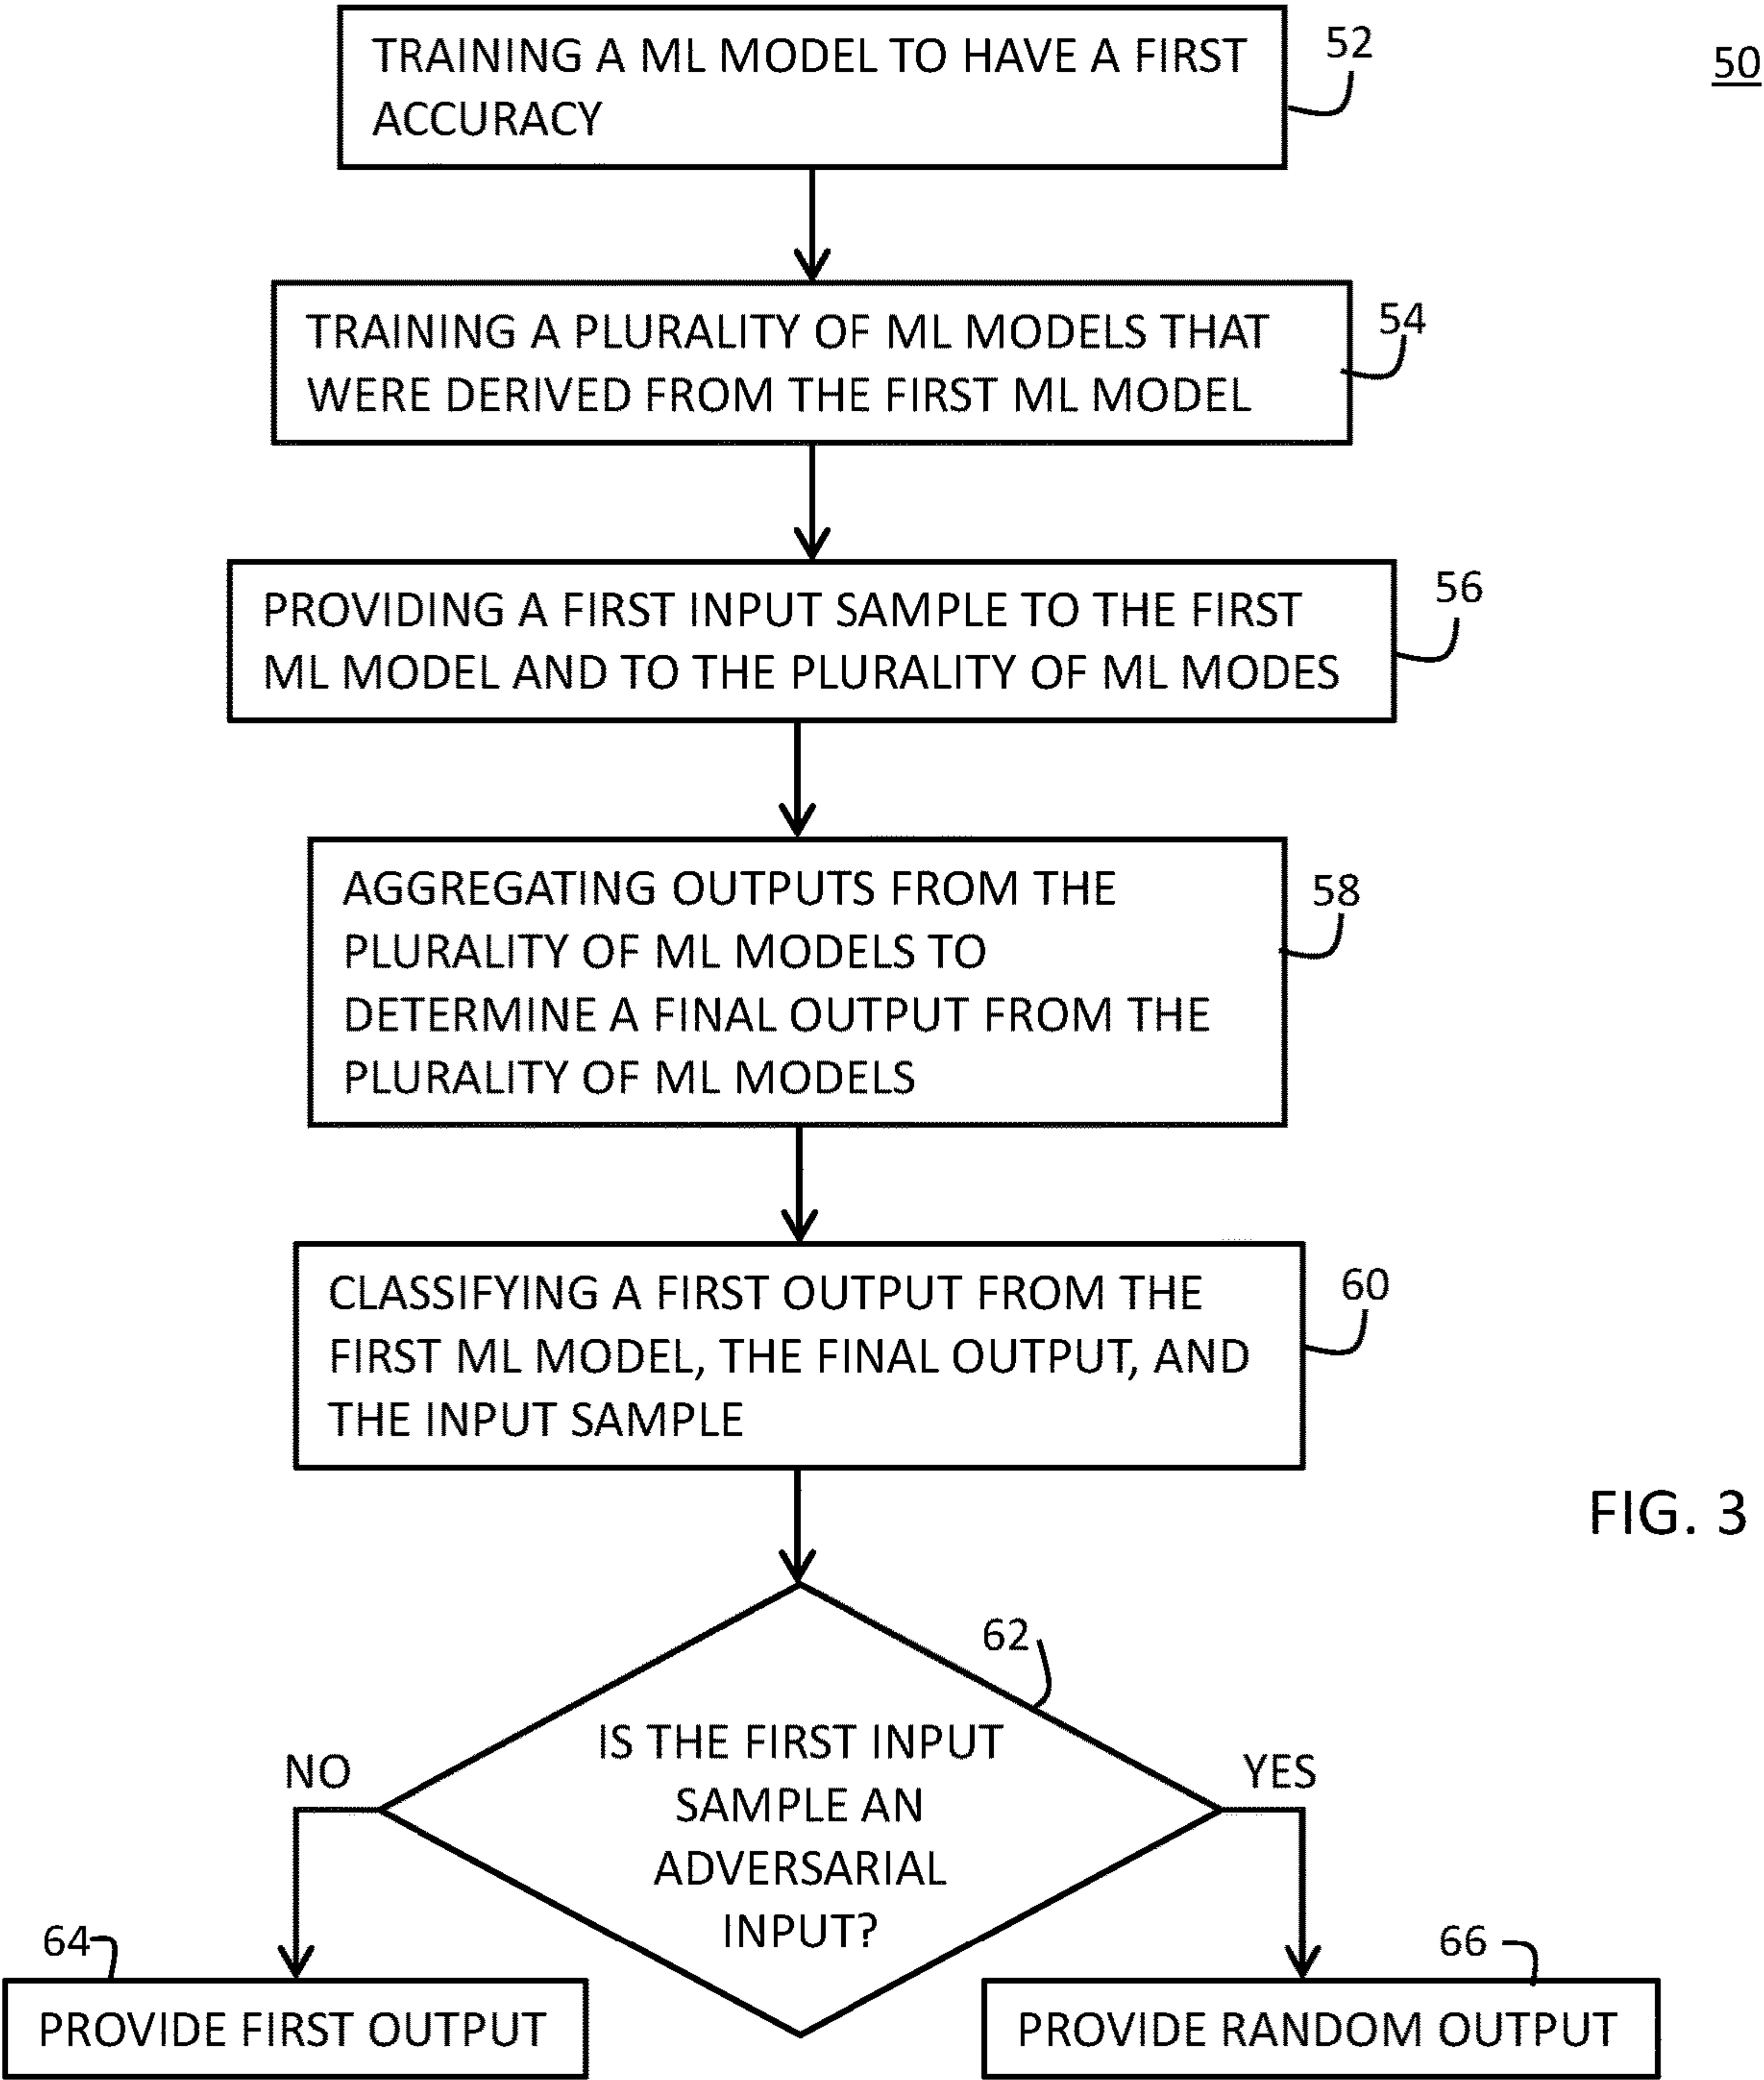 50
TRAINING A ML MODEL TO HAVE A FIRST
ACCURACY
52
TRAINING A PLURALITY OF ML MODELS THAT
WERE DERIVED FROM THE FIRST ML MODEL
54
PROVIDING A FIRST INPUT SAMPLE TO THE FIRST
ML MODEL AND TO THE PLURALITY OF ML MODES
56
AGGREGATING OUTPUTS FROM THE
PLURALITY OF ML MODELS TO
DETERMINE A FINAL OUTPUT FROM THE
PLURALITY OF ML MODELS
58
CLASSIFYING A FIRST OUTPUT FROM THE
FIRST ML MODEL, THE FINAL OUTPUT, AND
THE INPUT SAMPLE
60
FIG. 3
62
IS THE FIRST INPUT
SAMPLE AN
ADVERSARIAL
INPUT?
NO
YES
64
PROVIDE FIRST OUTPUT
66
PROVIDE RANDOM OUTPUT